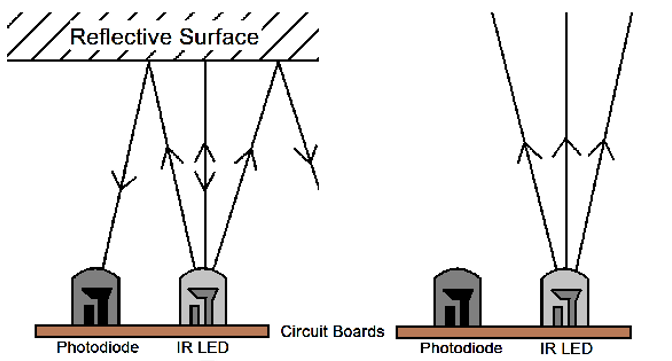 Reflective Surface
Circuit Boards
Photodiode IR LED
Photodiode IR LED